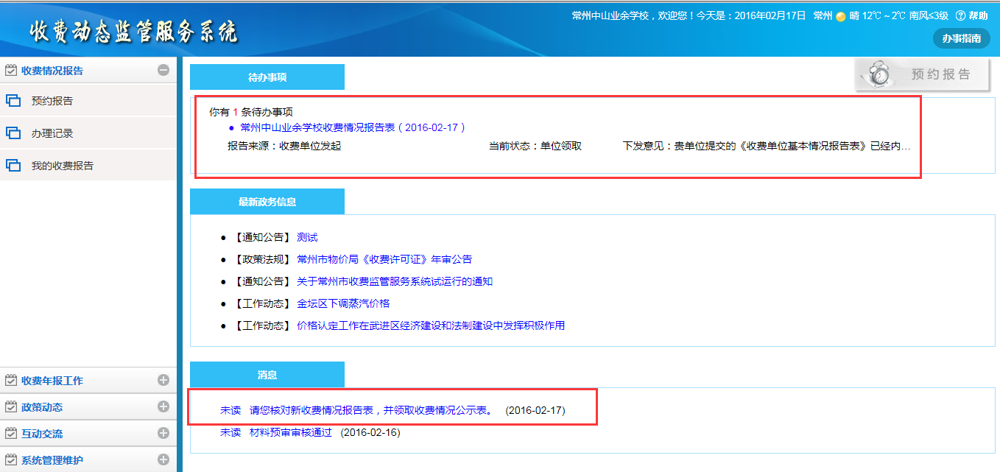 常州中山业余学校，欢迎您！今天是：2016年02月17日 常州 晴 12℃ ~ 2℃ 南风≤3级 帮助
收费动态监管服务系统
办事指南
收费情况报告
预约报告
办理记录
我的收费报告
收费年报工作
政策动态
互动交流
系统管理维护
预约报告
待办事项
你有 1 条待办事项
● 常州中山业余学校收费情况报告表（2016-02-17）
报告来源：收费单位发起 当前状态：单位领取 下发意见：贵单位提交的《收费单位基本情况报告表》已经内…
最新政务信息
● 【通知公告】 测试
● 【政策法规】 常州市物价局《收费许可证》年审公告
● 【通知公告】 关于常州市收费监管服务系统试运行的通知
● 【工作动态】 金坛区下调蒸汽价格
● 【工作动态】 价格认定工作在武进区经济建设和法制建设中发挥积极作用
消息
未读 请您核对新收费情况报告表，并领取收费情况公示表。 (2016-02-17)
未读 材料预审审核通过 (2016-02-16)